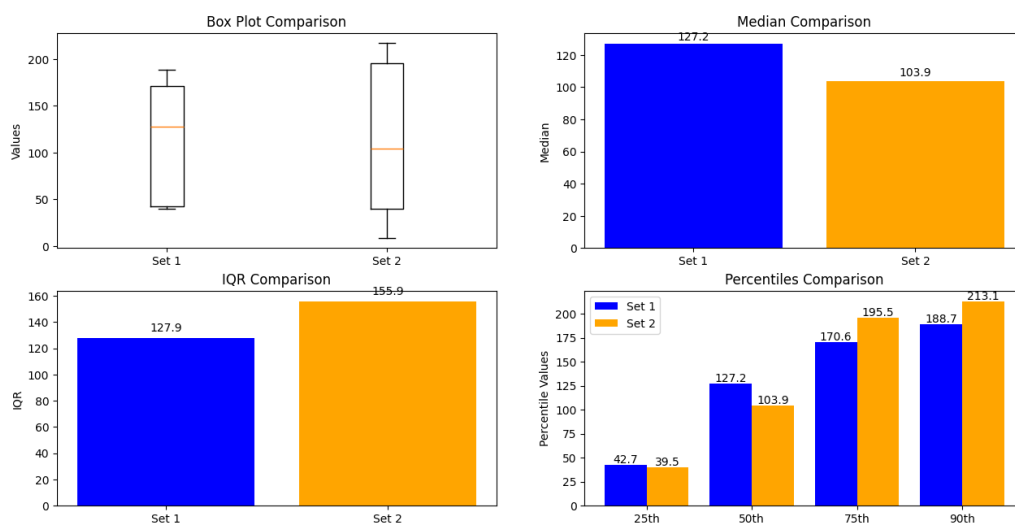 Box Plot Comparison
Values
200
150
100
50
0
Set 1
Set 2
Median Comparison
Median
120
100
80
60
40
20
0
127.2
103.9
Set 1
Set 2
IQR Comparison
IQR
160
140
120
100
80
60
40
20
0
127.9
155.9
Set 1
Set 2
Percentiles Comparison
Percentile Values
200
175
150
125
100
75
50
25
0
Set 1
Set 2
42.7
39.5
127.2
103.9
170.6
195.5
188.7
213.1
25th
50th
75th
90th